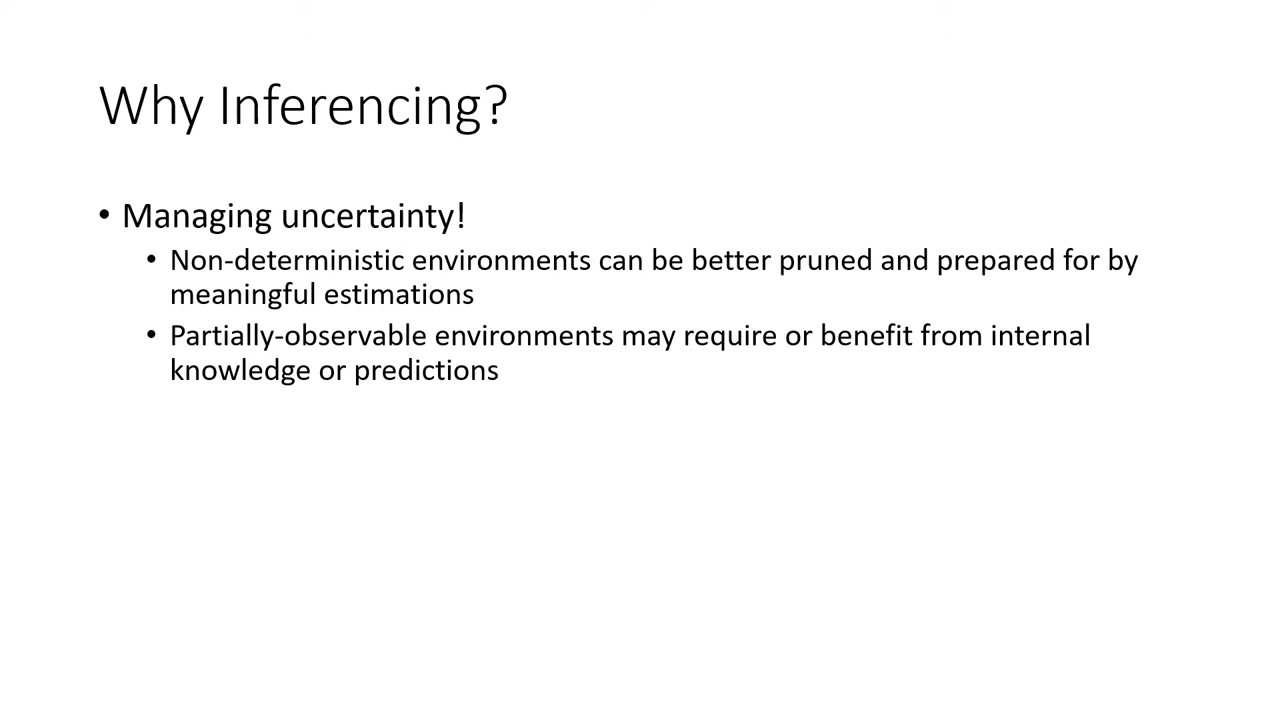 Why Inferencing?
• Managing uncertainty!
• Non-deterministic environments can be better pruned and prepared for by
meaningful estimations
• Partially-observable environments may require or benefit from internal
knowledge or predictions